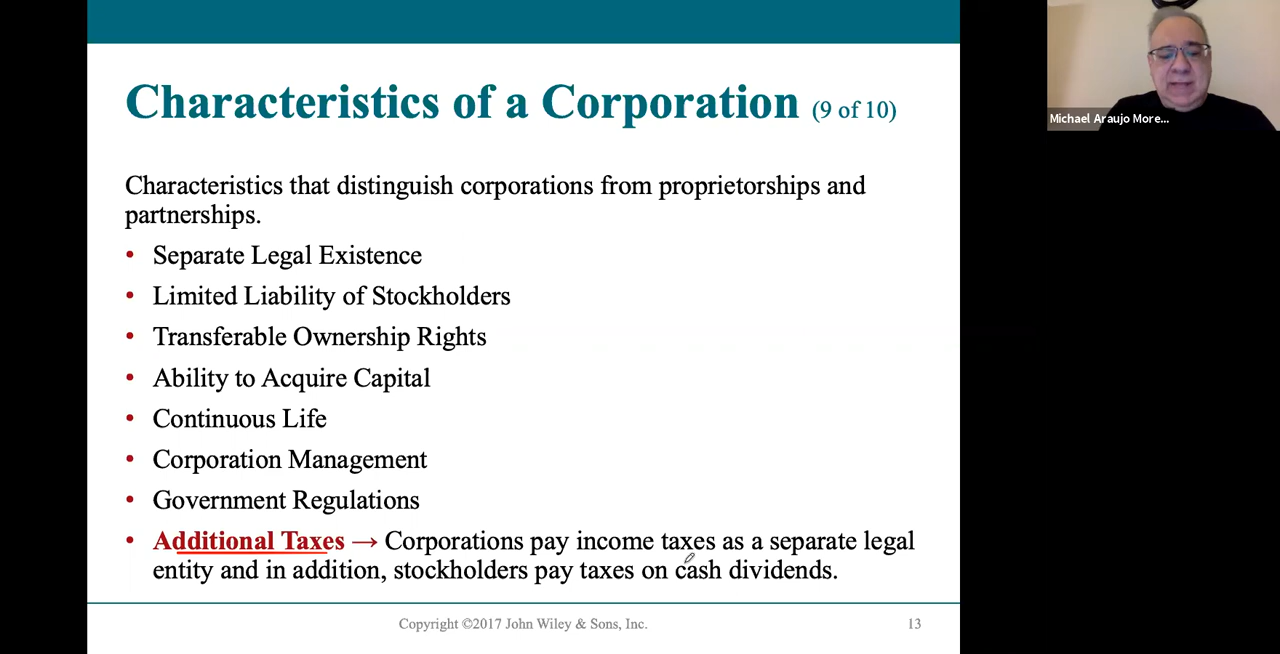 Characteristics of a Corporation (9 of 10)
Michael Araujo More...
Characteristics that distinguish corporations from proprietorships and
partnerships.
• Separate Legal Existence
• Limited Liability of Stockholders
• Transferable Ownership Rights
• Ability to Acquire Capital
• Continuous Life
• Corporation Management
• Government Regulations
• Additional Taxes → Corporations pay income taxes as a separate legal
entity and in addition, stockholders pay taxes on cash dividends.
Copyright ©2017 John Wiley & Sons, Inc. 13